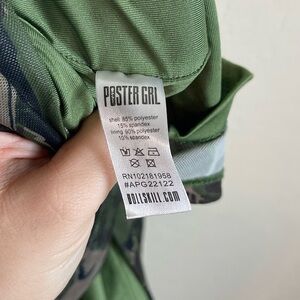 POSTER GRL
shell 85% polyester
15% spandex
lining 90% polyester
10% spandex
RN102181958
#APG22122
DOLLSKILL.COM